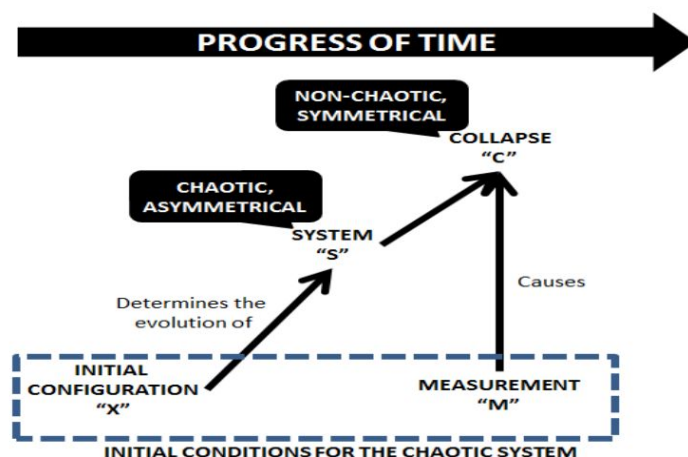 PROGRESS OF TIME
NON-CHAOTIC,
SYMMETRICAL
COLLAPSE
"C"
CHAOTIC,
ASYMMETRICAL
SYSTEM
"S"
Determines the
evolution of
Causes
INITIAL
CONFIGURATION
"X"
MEASUREMENT
"M"
INITIAL CONDITIONS FOR THE CHAOTIC SYSTEM